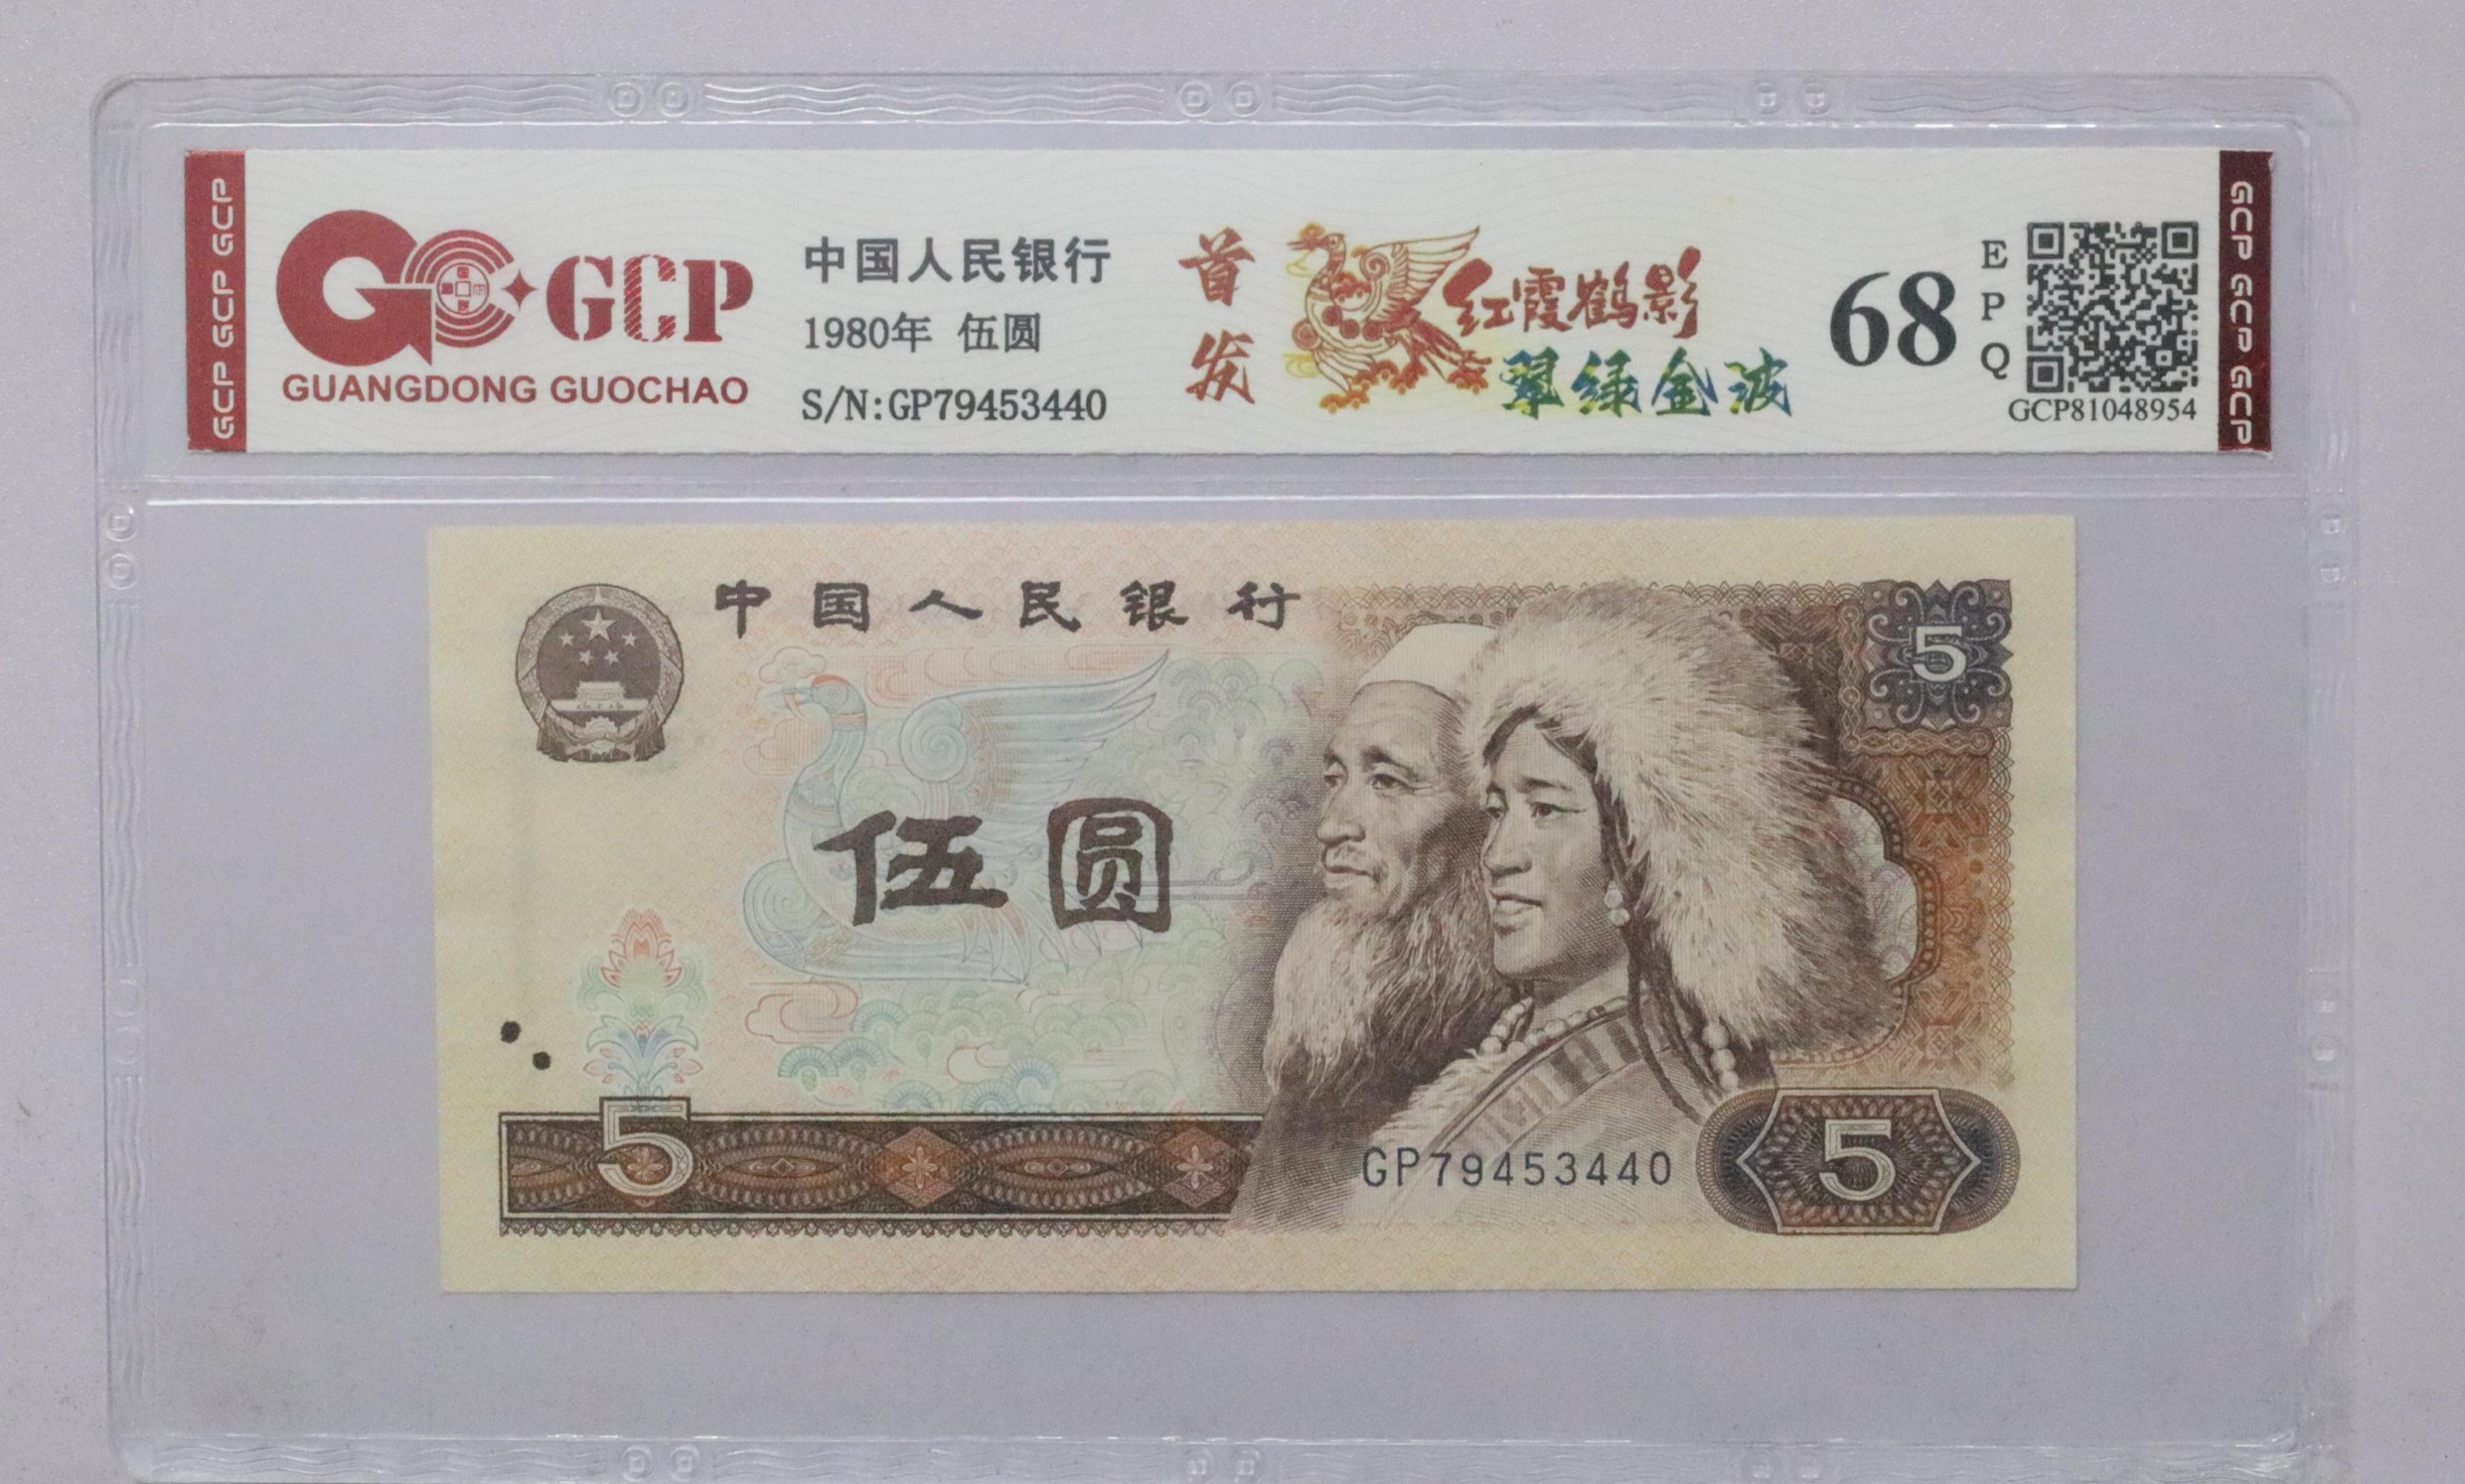 GCP GCP GCP
GCP
GUANGDONG GUOCHAO
中国人民银行
1980年 伍圆
S/N:GP79453440
首发
红霞鹤影
翠绿金波
68
EPQ
GCP81048954
GCP GCP GCP
中国人民银行
5
伍圆
5
GP79453440
5